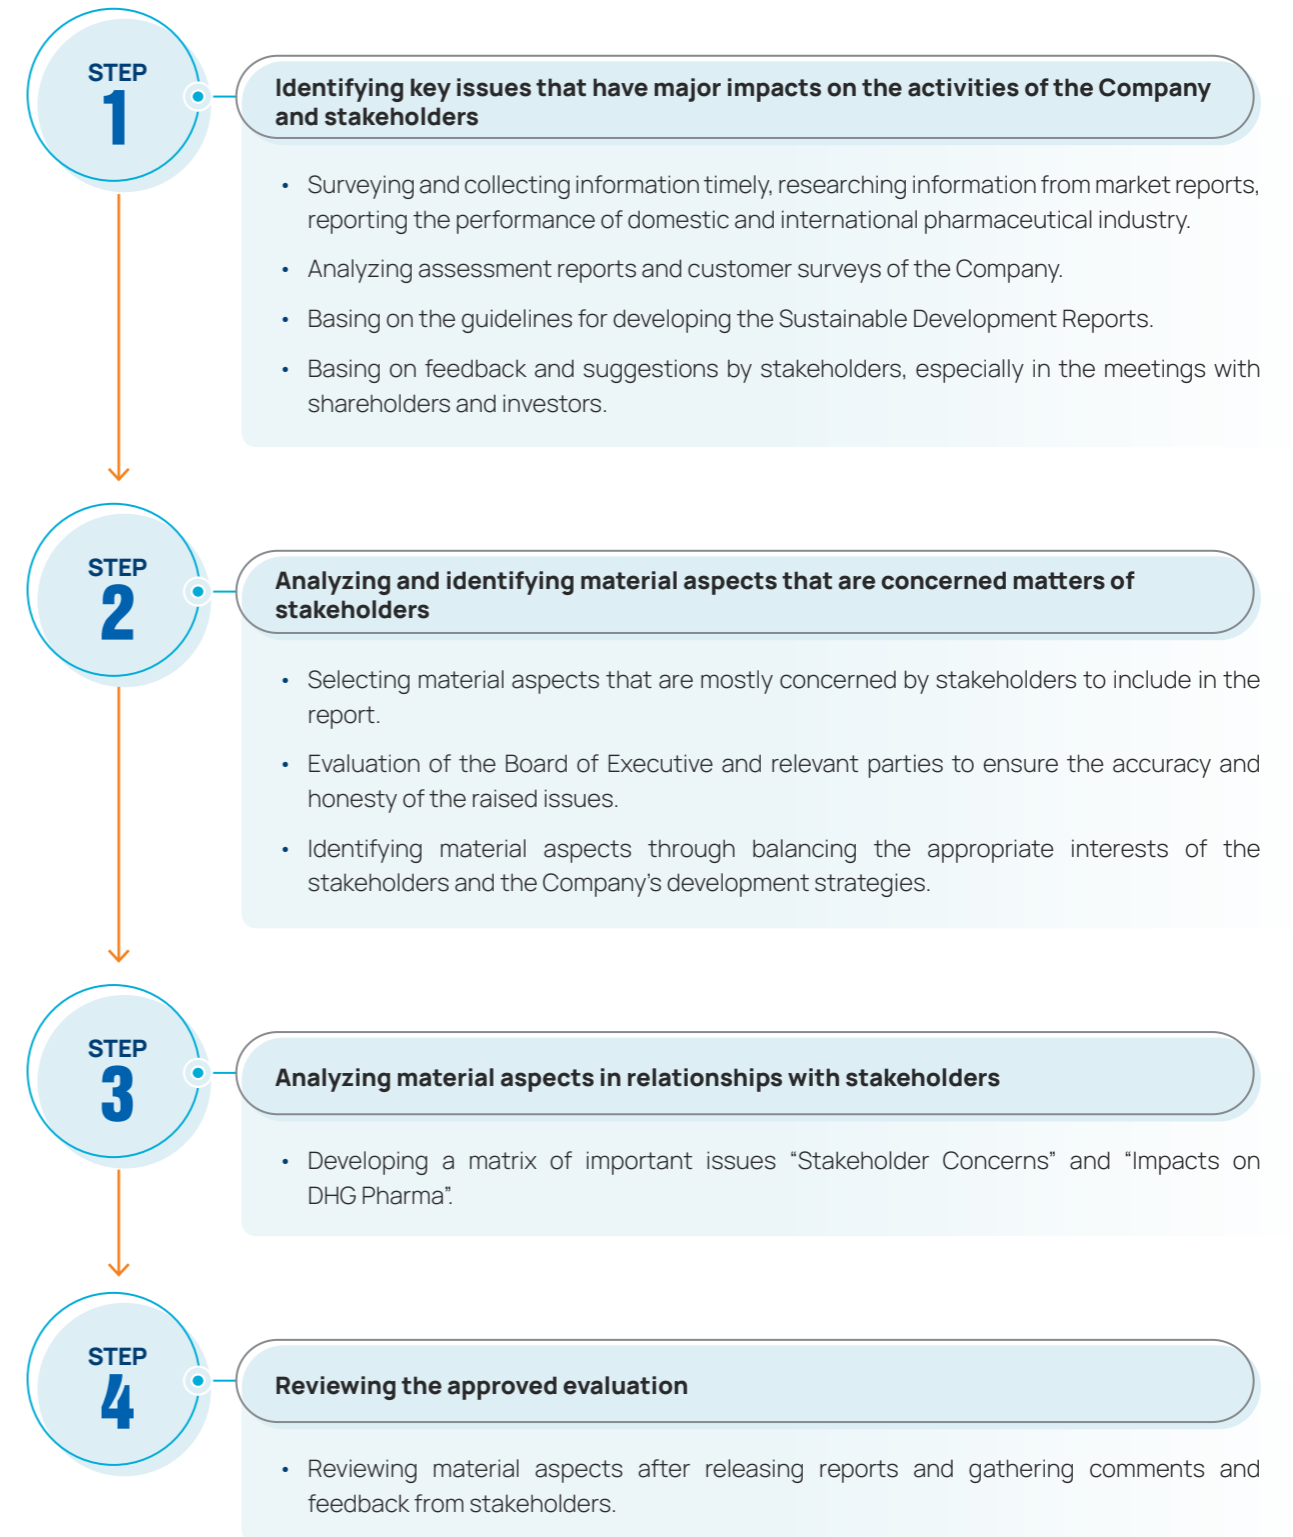 STEP
1
Identifying key issues that have major impacts on the activities of the Company
and stakeholders
• Surveying and collecting information timely, researching information from market reports,
reporting the performance of domestic and international pharmaceutical industry.
• Analyzing assessment reports and customer surveys of the Company.
• Basing on the guidelines for developing the Sustainable Development Reports.
• Basing on feedback and suggestions by stakeholders, especially in the meetings with
shareholders and investors.
STEP
2
Analyzing and identifying material aspects that are concerned matters of
stakeholders
• Selecting material aspects that are mostly concerned by stakeholders to include in the
report.
• Evaluation of the Board of Executive and relevant parties to ensure the accuracy and
honesty of the raised issues.
• Identifying material aspects through balancing the appropriate interests of the
stakeholders and the Company’s development strategies.
STEP
3
Analyzing material aspects in relationships with stakeholders
• Developing a matrix of important issues “Stakeholder Concerns” and “Impacts on
DHG Pharma”.
STEP
4
Reviewing the approved evaluation
• Reviewing material aspects after releasing reports and gathering comments and
feedback from stakeholders.